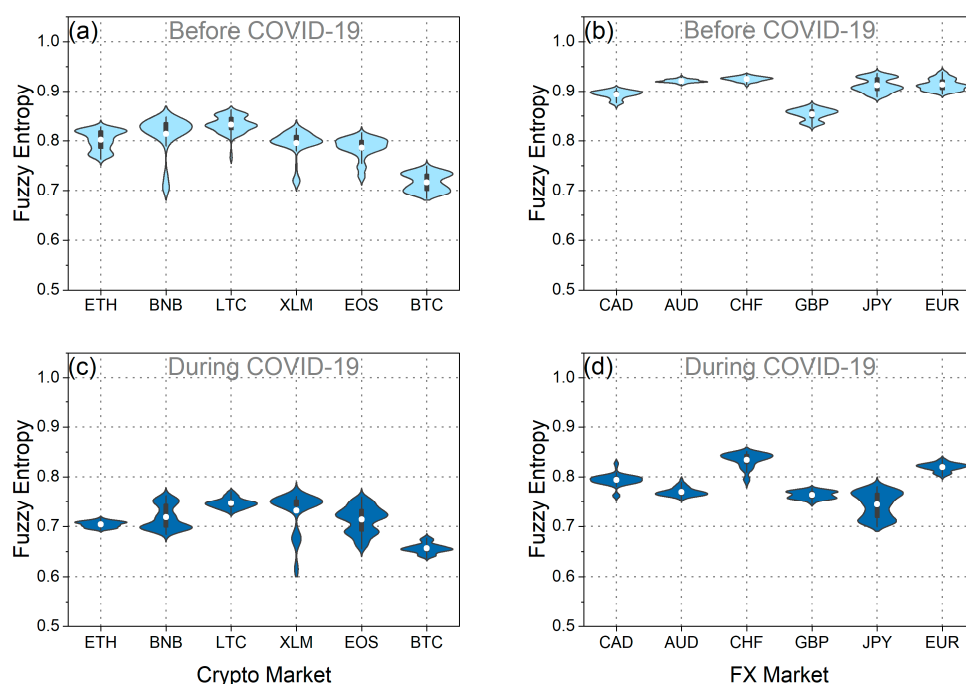 (a) Before COVID-19
Fuzzy Entropy
1.0
0.9
0.8
0.7
0.6
0.5
ETH BNB LTC XLM EOS BTC
(b) Before COVID-19
Fuzzy Entropy
1.0
0.9
0.8
0.7
0.6
0.5
CAD AUD CHF GBP JPY EUR
(c) During COVID-19
Fuzzy Entropy
1.0
0.9
0.8
0.7
0.6
0.5
ETH BNB LTC XLM EOS BTC
Crypto Market
(d) During COVID-19
Fuzzy Entropy
1.0
0.9
0.8
0.7
0.6
0.5
CAD AUD CHF GBP JPY EUR
FX Market